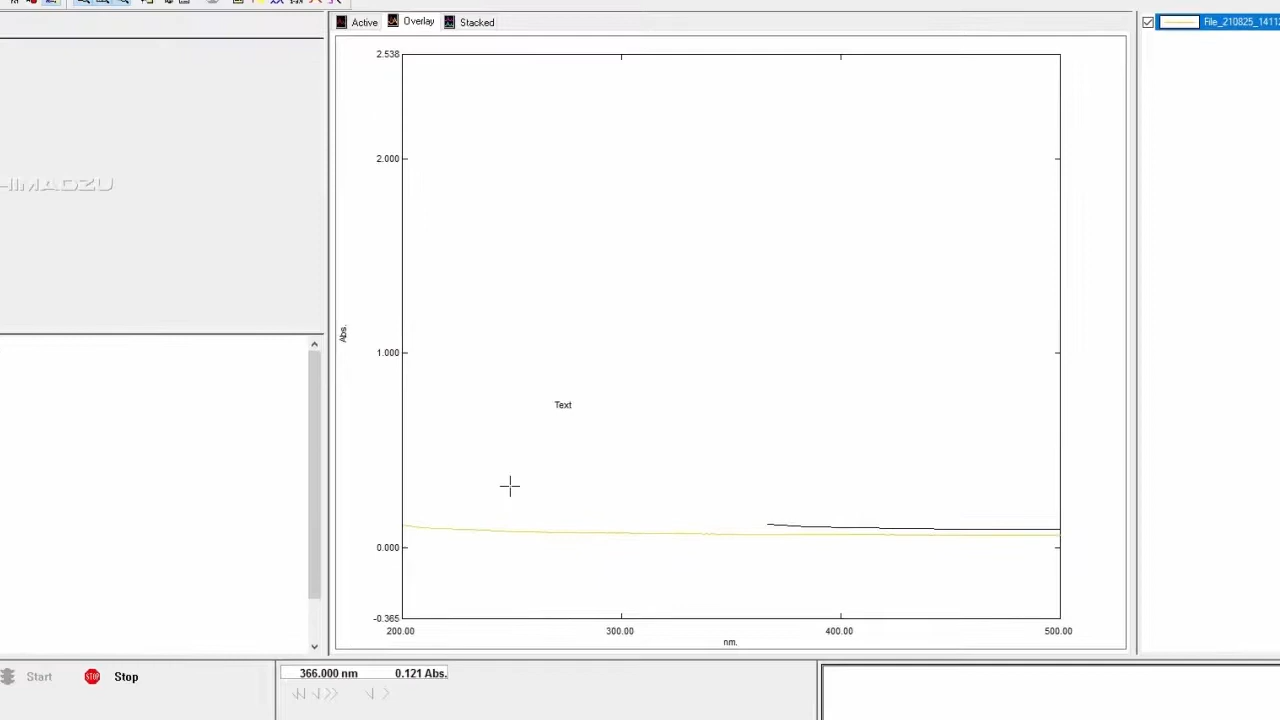 Active Overlay Stacked
File_210825_1411
2.538
2.000
HIMADZU
Abs.
1.000
Text
0.000
-0.365
200.00 300.00 400.00 500.00
nm.
Start Stop
366.000 nm 0.121 Abs.